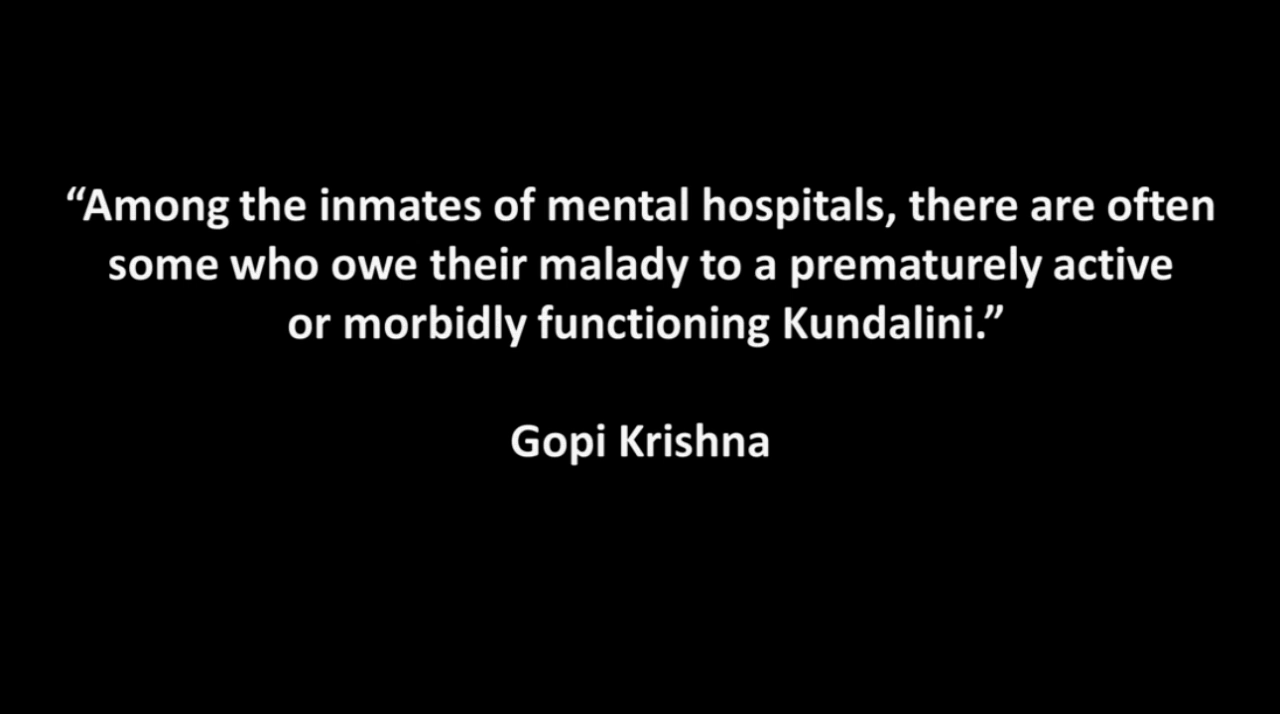 “Among the inmates of mental hospitals, there are often
some who owe their malady to a prematurely active
or morbidly functioning Kundalini.”
Gopi Krishna